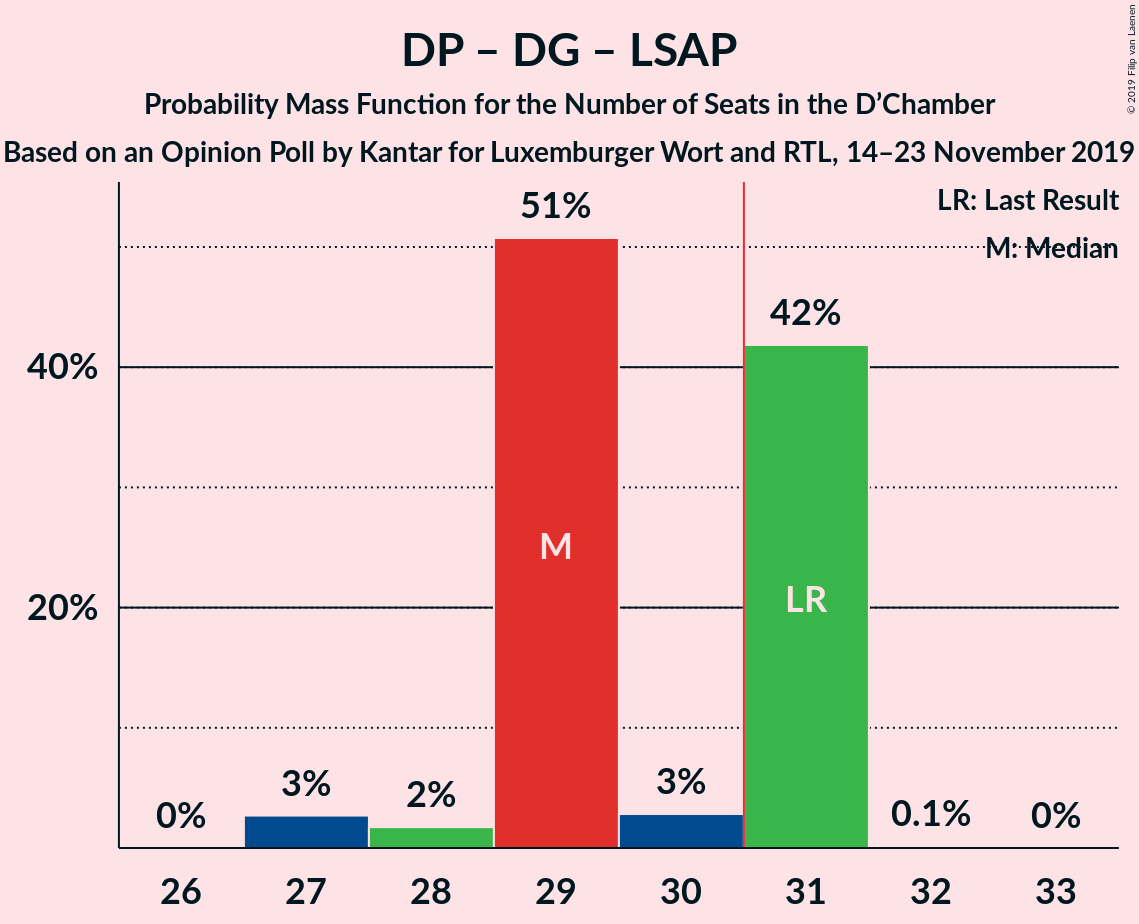 DP – DG – LSAP
Probability Mass Function for the Number of Seats in the D’Chamber
Based on an Opinion Poll by Kantar for Luxemburger Wort and RTL, 14–23 November 2019
© 2019 Filip van Laenen
LR: Last Result
M: Median
51%
42%
40%
M
LR
20%
0%
3%
2%
3%
0.1%
0%
26 27 28 29 30 31 32 33